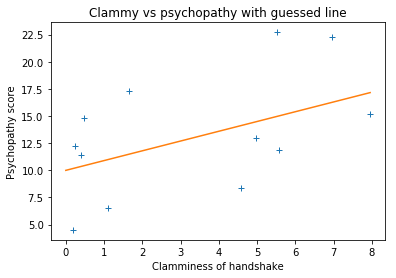 Clammy vs psychopathy with guessed line
Psychopathy score
22.5
20.0
17.5
15.0
12.5
10.0
7.5
5.0
0 1 2 3 4 5 6 7 8
Clamminess of handshake